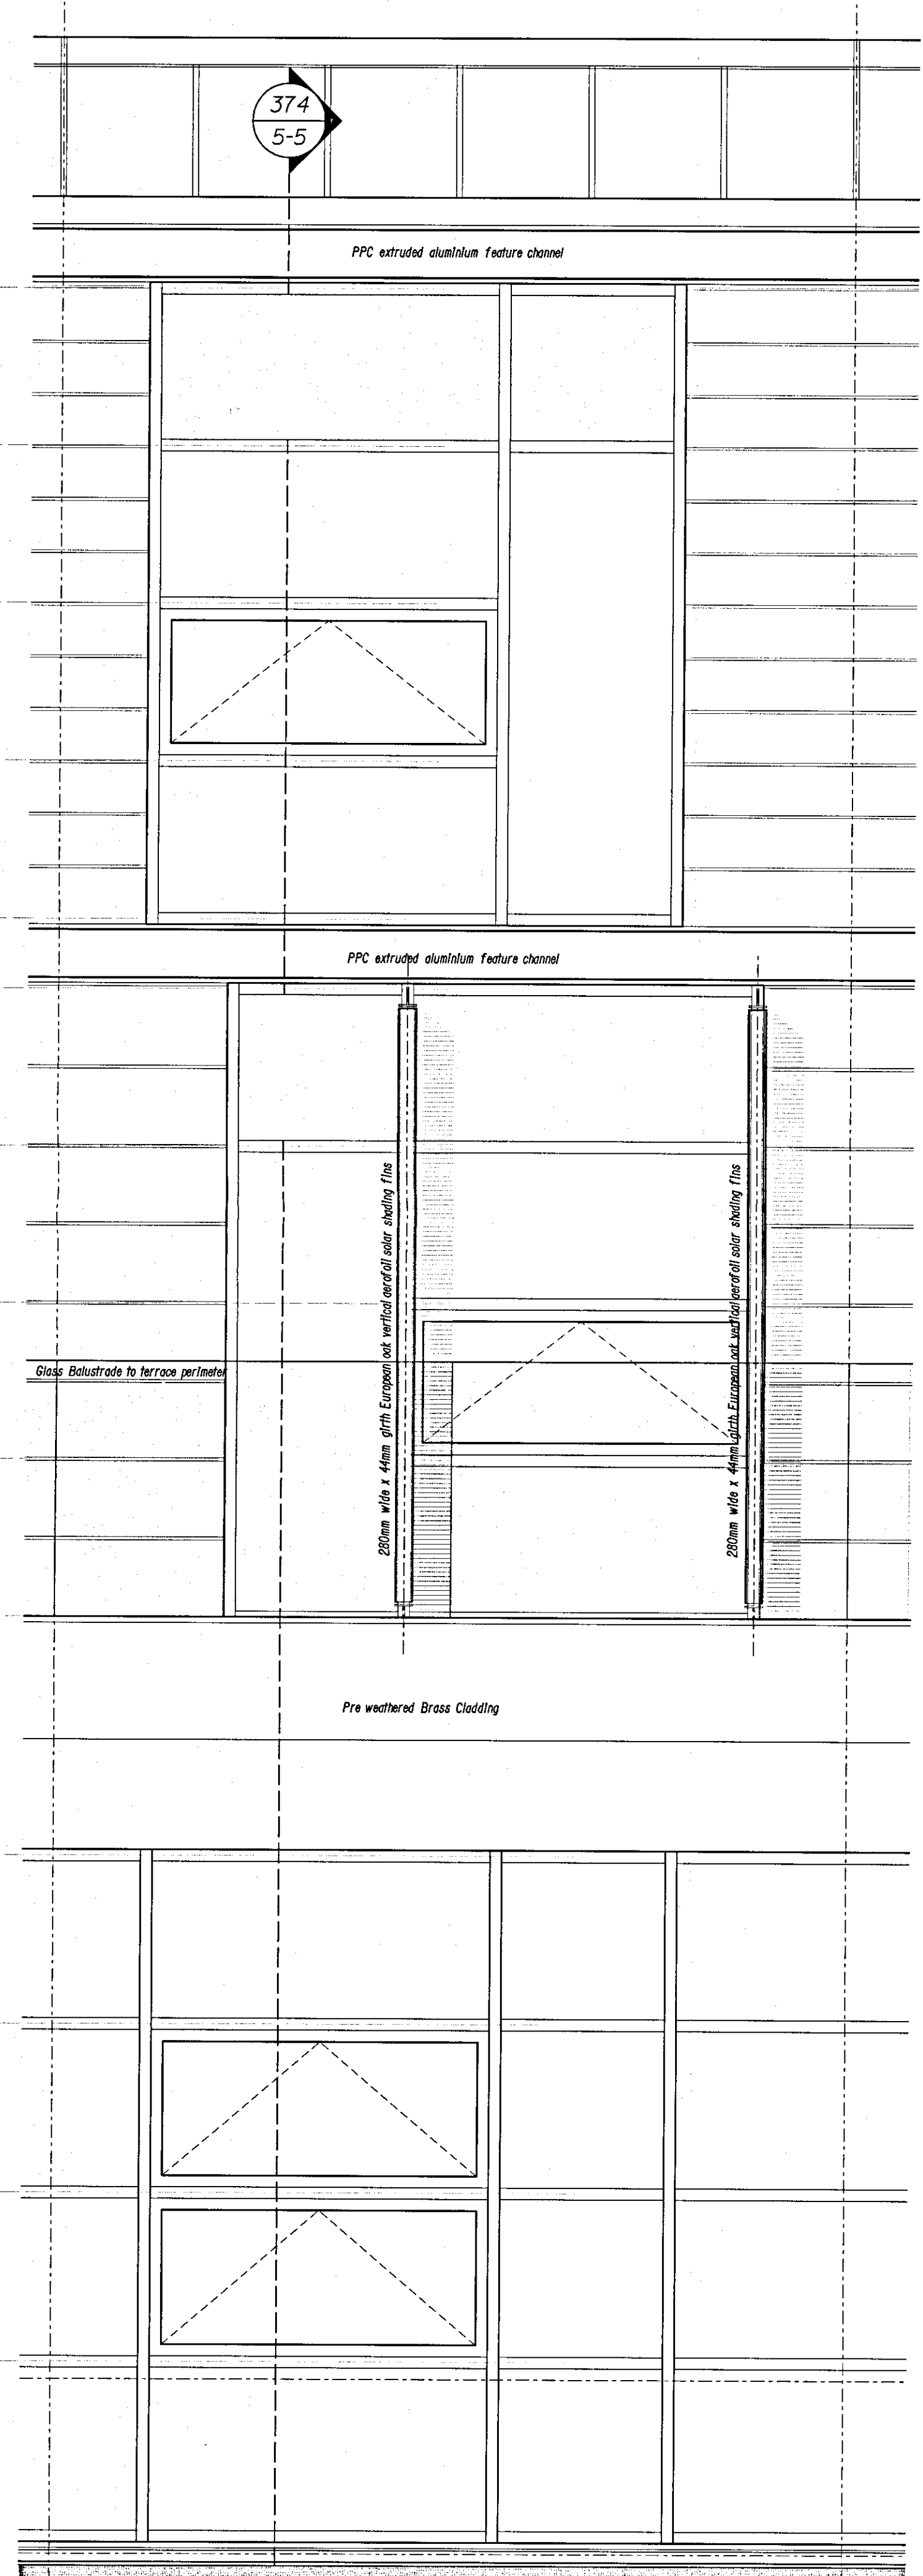 374
5-5
PPC extruded aluminium feature channel
PPC extruded aluminium feature channel
280mm wide x 44mm girth European oak vertical aerofoil solar shading fins
280mm wide x 44mm girth European oak vertical aerofoil solar shading fins
Glass Balustrade to terrace perimeter
Pre weathered Brass Cladding